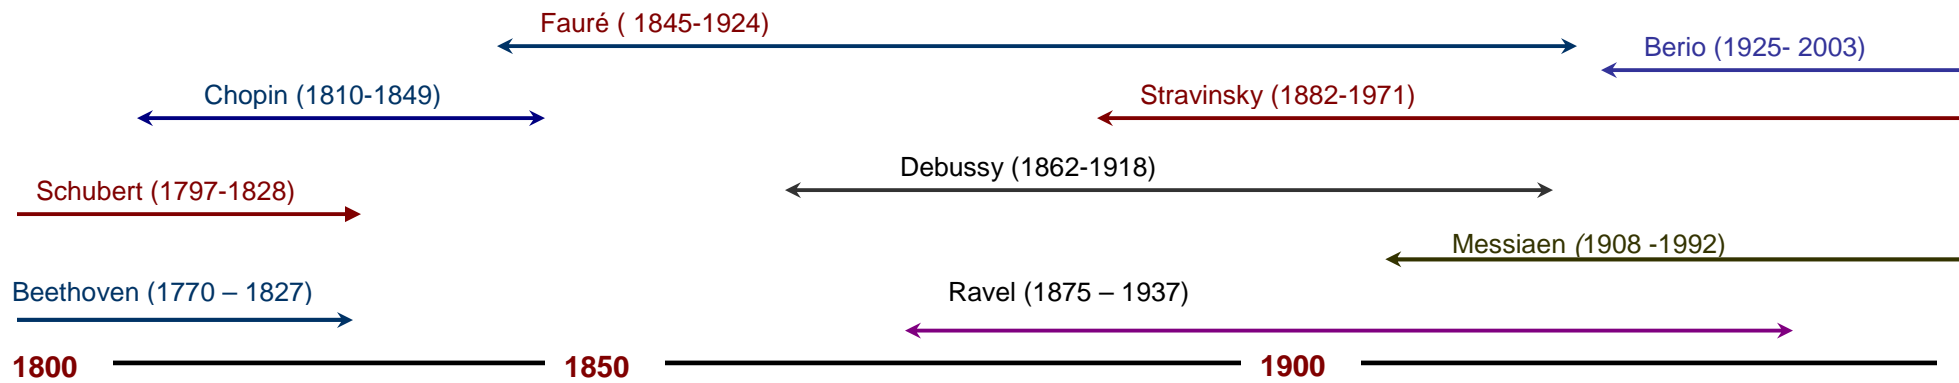 Fauré ( 1845-1924)
Berio (1925- 2003)
Chopin (1810-1849)
Stravinsky (1882-1971)
Debussy (1862-1918)
Schubert (1797-1828)
Messiaen (1908 -1992)
Beethoven (1770 – 1827)
Ravel (1875 – 1937)
1800 1850 1900